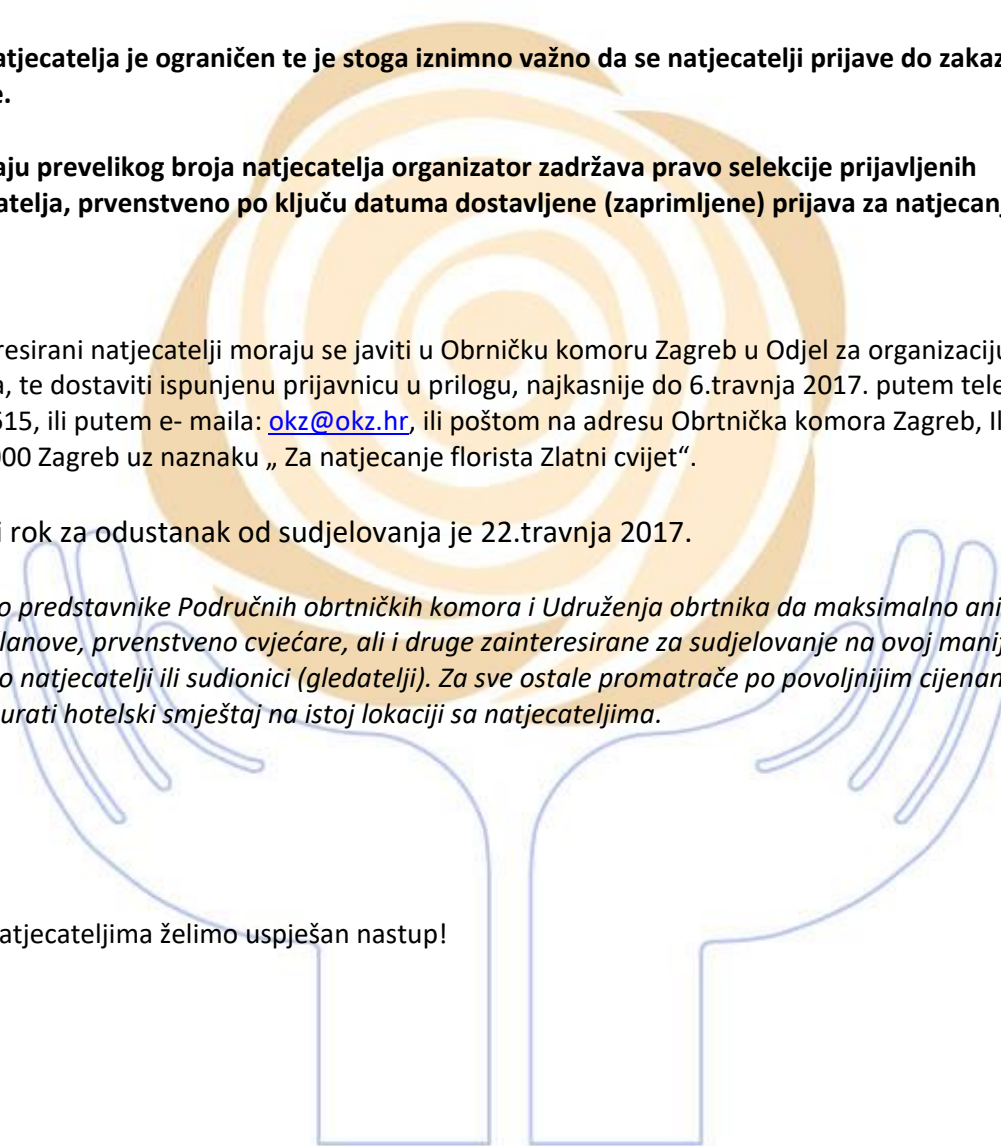 atjecatelja je ograničen te je stoga iznimno važno da se natjecatelji prijave do zakaz
e.
aju prevelikog broja natjecatelja organizator zadržava pravo selekcije prijavljenih
atelja, prvenstveno po ključu datuma dostavljene (zaprimljene) prijava za natjecanj
resirani natjecatelji moraju se javiti u Obrničku komoru Zagreb u Odjel za organizaciju
a, te dostaviti ispunjenu prijavnicu u prilogu, najkasnije do 6.travnja 2017. putem tele
515, ili putem e- maila: okz@okz.hr, ili poštom na adresu Obrtnička komora Zagreb, Il
000 Zagreb uz naznaku „ Za natjecanje florista Zlatni cvijet“.
i rok za odustanak od sudjelovanja je 22.travnja 2017.
o predstavnike Područnih obrtničkih komora i Udruženja obrtnika da maksimalno ani
lanove, prvenstveno cvjećare, ali i druge zainteresirane za sudjelovanje na ovoj manif
o natjecatelji ili sudionici (gledatelji). Za sve ostale promatrače po povoljnijim cijenan
urati hotelski smještaj na istoj lokaciji sa natjecateljima.
atjecateljima želimo uspješan nastup!